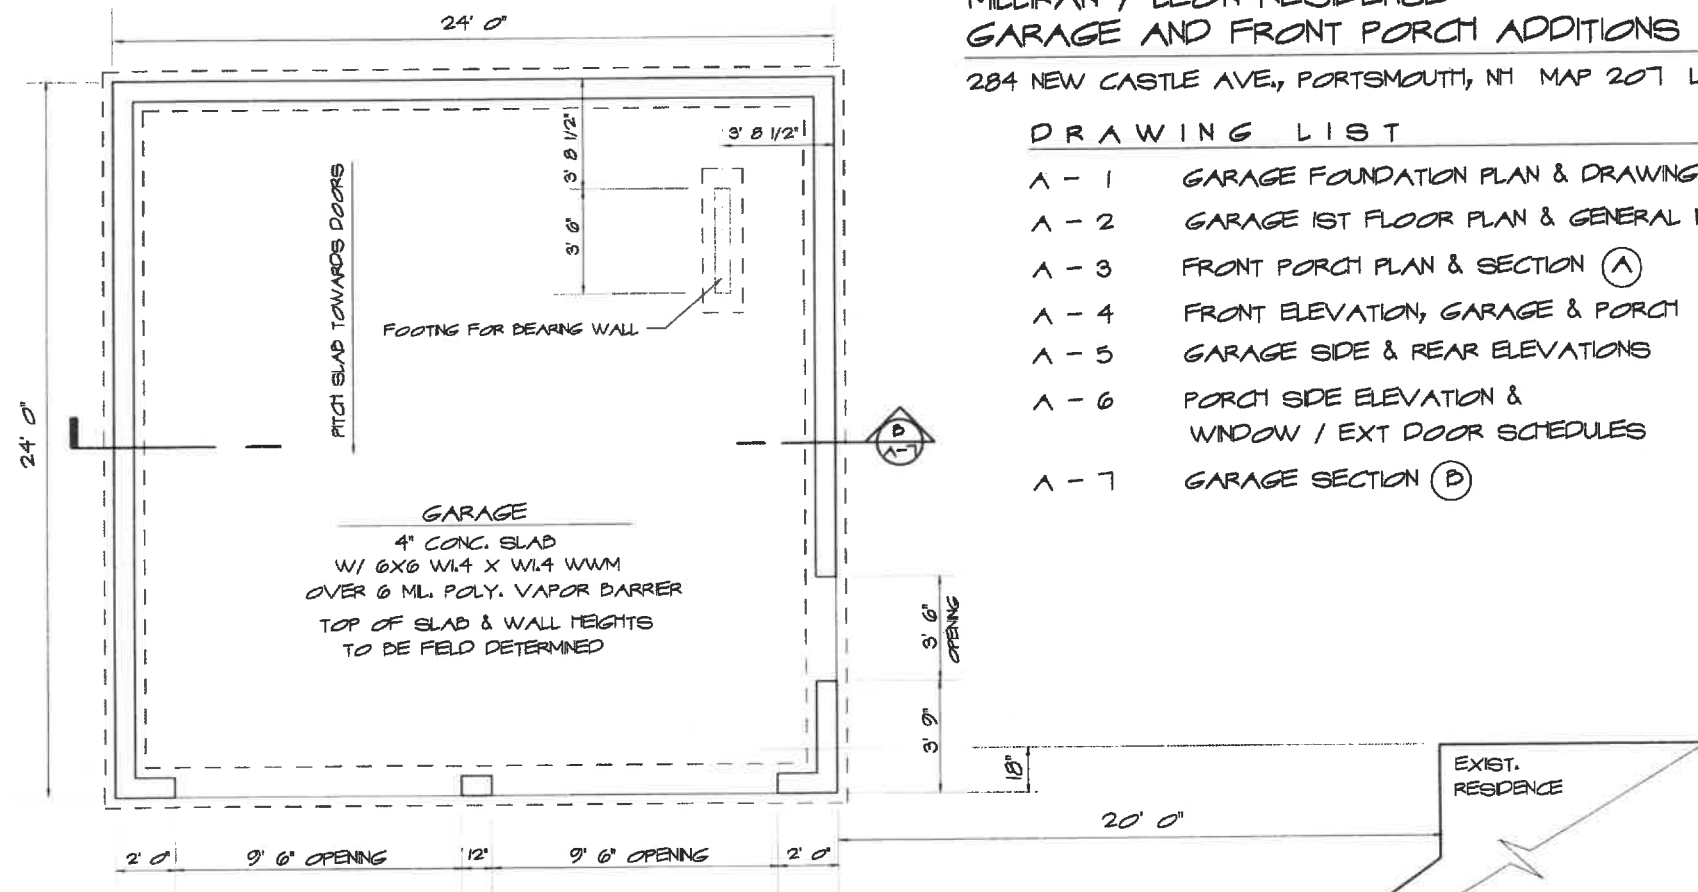 GARAGE AND FRONT PORCH ADDITIONS
284 NEW CASTLE AVE., PORTSMOUTH, NH MAP 207
DRAWING LIST
A - 1 GARAGE FOUNDATION PLAN & DRAWING
A - 2 GARAGE 1ST FLOOR PLAN & GENERAL
A - 3 FRONT PORCH PLAN & SECTION A
A - 4 FRONT ELEVATION, GARAGE & PORCH
A - 5 GARAGE SIDE & REAR ELEVATIONS
A - 6 PORCH SIDE ELEVATION &
WINDOW / EXT DOOR SCHEDULES
A - 7 GARAGE SECTION B
24' 0"
24' 0"
3' 8 1/2"
3' 8 1/2"
3' 6"
PITCH SLAB TOWARDS DOORS
FOOTING FOR BEARING WALL
B
A-7
GARAGE
4" CONC. SLAB
W/ 6X6 W1.4 X W1.4 WWM
OVER 6 MIL. POLY. VAPOR BARRIER
TOP OF SLAB & WALL HEIGHTS
TO BE FIELD DETERMINED
3' 6"
OPENING
3' 9"
18"
EXIST.
RESIDENCE
20' 0"
2' 0"
9' 6" OPENING
12"
9' 6" OPENING
2' 0"